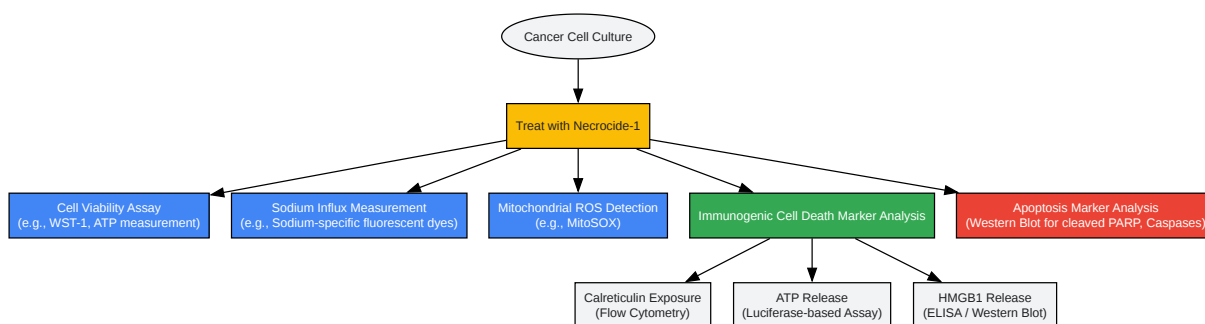 Cancer Cell Culture
Treat with Necrocide-1
Cell Viability Assay
(e.g., WST-1, ATP measurement)
Sodium Influx Measurement
(e.g., Sodium-specific fluorescent dyes)
Mitochondrial ROS Detection
(e.g., MitoSOX)
Immunogenic Cell Death Marker Analysis
Apoptosis Marker Analysis
(Western Blot for cleaved PARP, Caspases)
Calreticulin Exposure
(Flow Cytometry)
ATP Release
(Luciferase-based Assay)
HMGB1 Release
(ELISA / Western Blot)